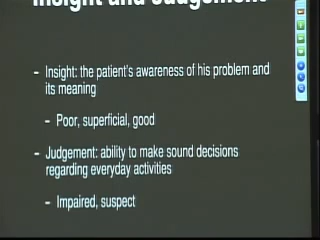 Insight and Judgement
– Insight: the patient's awareness of his problem and
its meaning
– Poor, superficial, good
– Judgement: ability to make sound decisions
regarding everyday activities
– Impaired, suspect